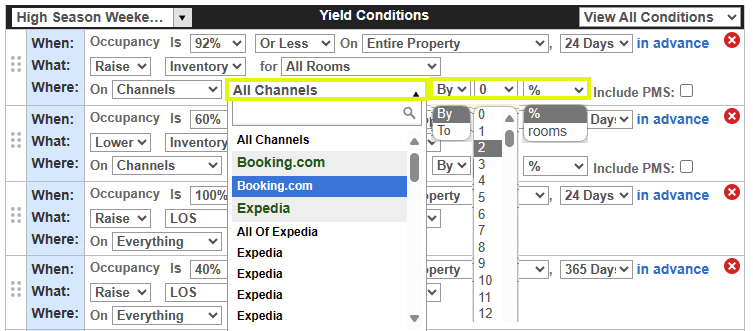 High Season Weeke... Yield Conditions View All Conditions
When: Occupancy Is 92% Or Less On Entire Property , 24 Days in advance
What: Raise Inventory for All Rooms
Where: On Channels All Channels By 0 % Include PMS:
When: Occupancy Is 60% operty , 24 Days in advance
What: Lower Inventory
Where: On Channels By % Include PMS:
When: Occupancy Is 100% operty , 24 Days in advance
What: Raise LOS
Where: On Everything
When: Occupancy Is 40% operty , 365 Days in advance
What: Raise LOS
Where: On Everything
All Channels
Booking.com
Booking.com
Expedia
All Of Expedia
Expedia
Expedia
Expedia
Expedia
By
To
0
1
2
3
4
5
6
7
8
9
10
11
12
%
rooms